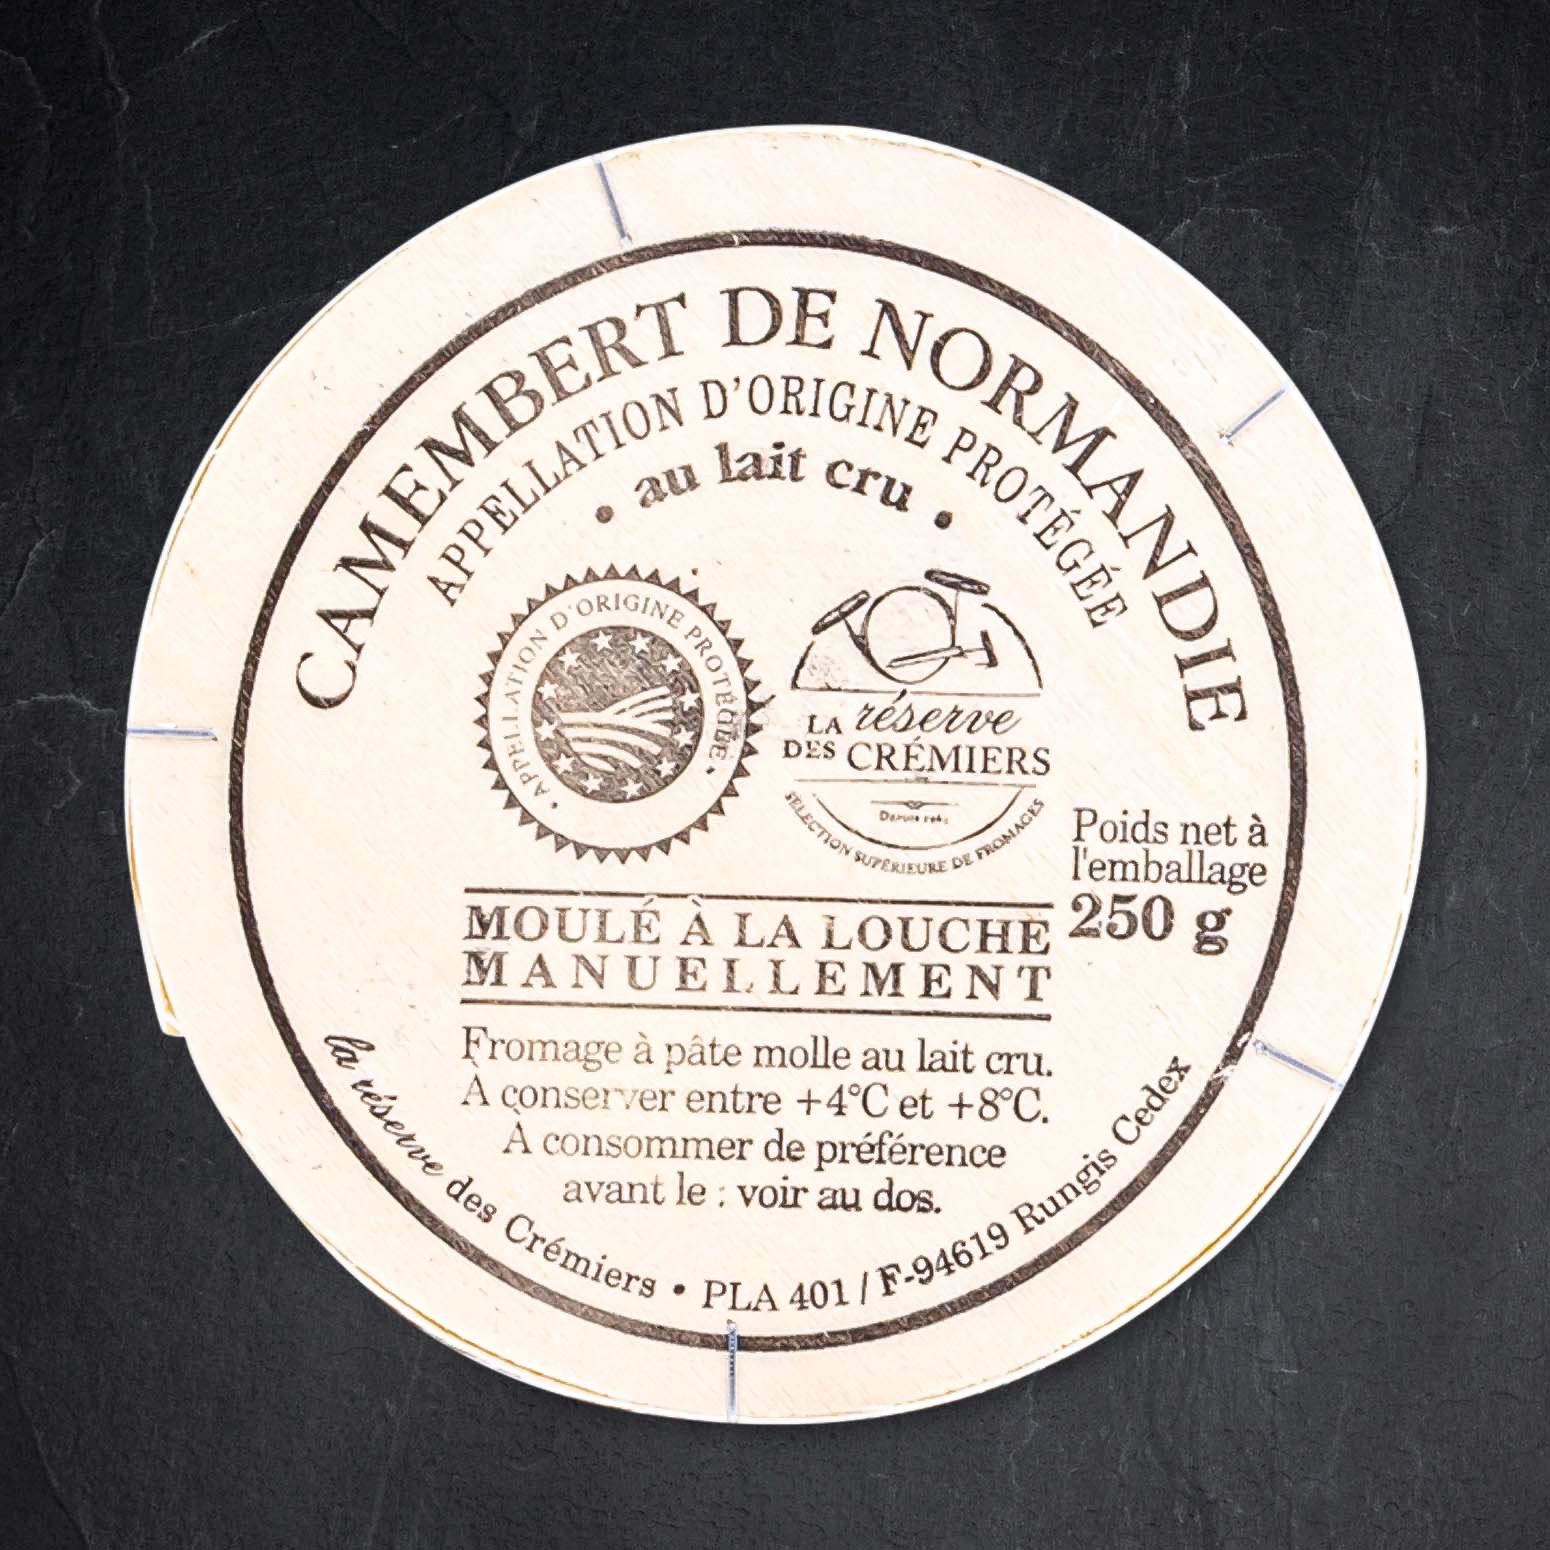 CAMEMBERT DE NORMANDIE
APPELLATION D'ORIGINE PROTÉGÉE
• au lait cru •
• APPELLATION D'ORIGINE PROTÉGÉE •
LA réserve
DES CRÉMIERS
Depuis
SÉLECTION SUPÉRIEURE DE FROMAGES
Poids net à
l'emballage
250 g
MOULÉ À LA LOUCHE
MANUELLEMENT
Fromage à pâte molle au lait cru.
À conserver entre +4°C et +8°C.
À consommer de préférence
avant le : voir au dos.
la réserve des Crémiers • PLA 401 / F-94619 Rungis Cedex